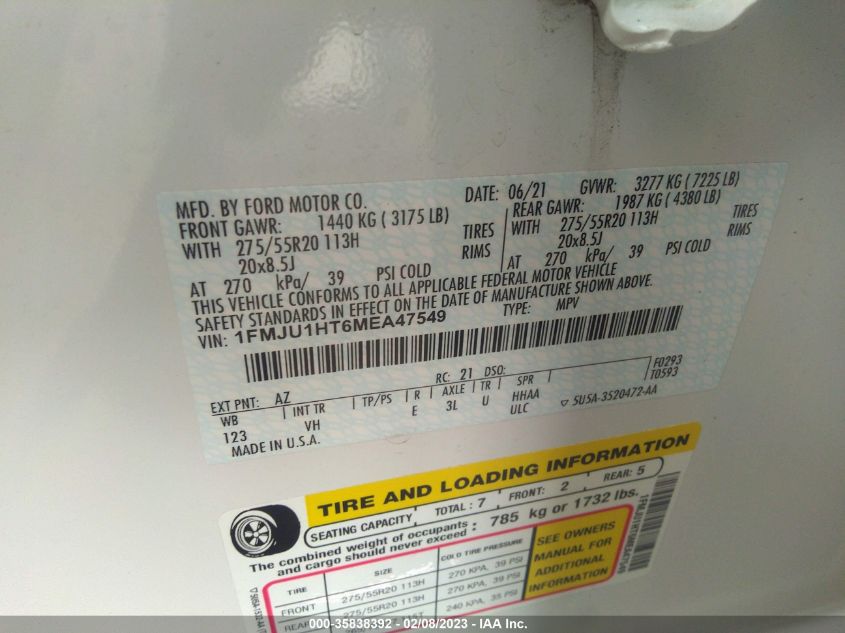 MFD. BY FORD MOTOR CO. DATE: 06/21 GVWR: 3277 KG ( 7225 LB)
FRONT GAWR: 1440 KG ( 3175 LB) REAR GAWR: 1987 KG ( 4380 LB)
WITH 275/55R20 113H TIRES WITH 275/55R20 113H TIRES
20x8.5J RIMS 20x8.5J RIMS
AT 270 kPa/ 39 PSI COLD AT 270 kPa/ 39 PSI COLD
THIS VEHICLE CONFORMS TO ALL APPLICABLE FEDERAL MOTOR VEHICLE
SAFETY STANDARDS IN EFFECT ON THE DATE OF MANUFACTURE SHOWN ABOVE.
VIN: 1FMJU1HT6MEA47549 TYPE: MPV
F0293
T0593
EXT PNT: AZ RC: 21 DSO:
WB INT TR TP/PS R AXLE TR SPR
123 VH E 3L U HHAA
ULC
▽ 5U5A-3520472-AA
MADE IN U.S.A.
TIRE AND LOADING INFORMATION
SEATING CAPACITY TOTAL : 7 FRONT: 2 REAR: 5
The combined weight of occupants
and cargo should never exceed : 785 kg or 1732 lbs.
TIRE SIZE COLD TIRE PRESSURE
FRONT 275/55R20 113H 270 KPA, 39 PSI
REAR 275/55R20 113H 270 KPA, 39 PSI
240 KPA, 35 PSI
SEE OWNERS
MANUAL FOR
ADDITIONAL
INFORMATION
1FMJU1HT6MEA47549
000-35838392 - 02/08/2023 - IAA Inc.